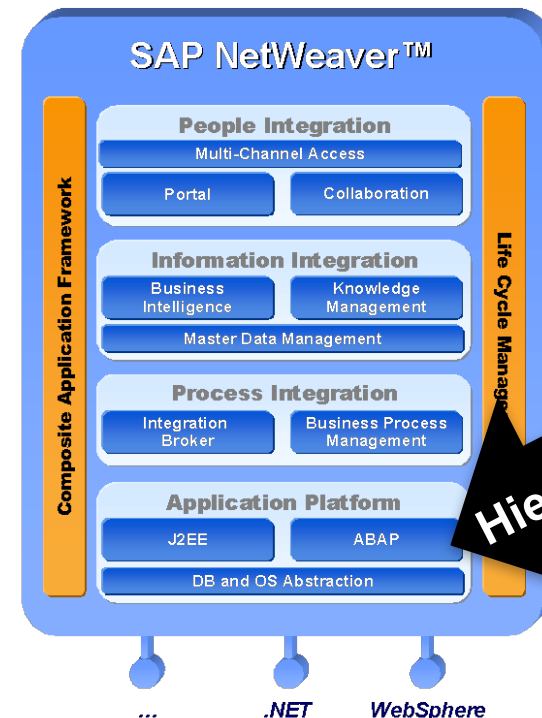 SAP NetWeaver™
Composite Application Framework
People Integration
Multi-Channel Access
Portal
Collaboration
Information Integration
Business
Intelligence
Knowledge
Management
Master Data Management
Process Integration
Integration
Broker
Business Process
Management
Application Platform
J2EE
ABAP
DB and OS Abstraction
Life Cycle
...
.NET
WebSphere